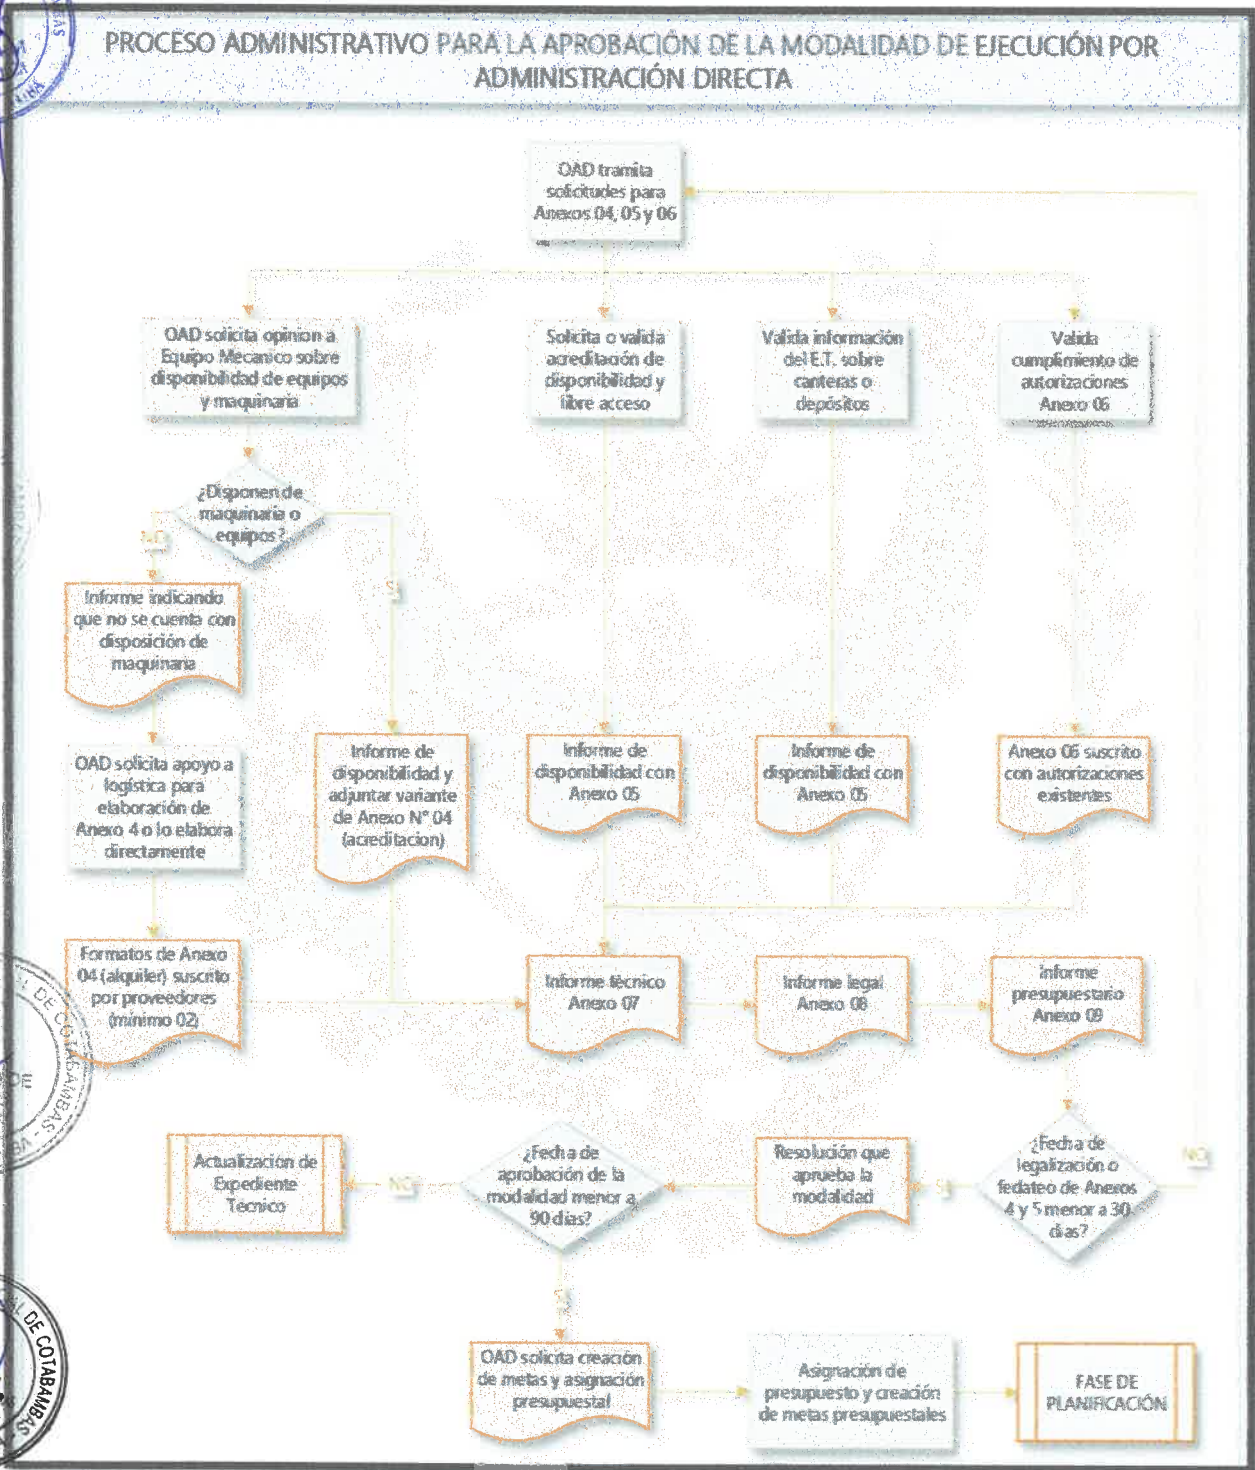 PROCESO ADMINISTRATIVO PARA LA APROBACIÓN DE LA MODALIDAD DE EJECUCIÓN POR
ADMINISTRACIÓN DIRECTA
OAD tramita
solicitudes para
Anexos 04, 05 y 06
OAD solicita opinion a
Equipo Mecanico sobre
disponibilidad de equipos
y maquinaria
Solicita o valida
acreditación de
disponibilidad y
libre acceso
Valida información
del E.T. sobre
canteras o
depósitos
Valida
cumplimiento de
autorizaciones
Anexo 06
¿Disponen de
maquinaria o
equipos?
NO
SI
Informe indicando
que no se cuenta con
disposición de
maquinaria
OAD solicita apoyo a
logística para
elaboración de
Anexo 4 o lo elabora
directamente
Informe de
disponibilidad y
adjuntar variante
de Anexo N° 04
(acreditacion)
Informe de
disponibilidad con
Anexo 05
Informe de
disponibilidad con
Anexo 05
Anexo 06 suscrito
con autorizaciones
existentes
Formatos de Anexo
04 (alquiler) suscrito
por proveedores
(mínimo 02)
Informe técnico
Anexo 07
Informe legal
Anexo 08
Informe
presupuestario
Anexo 09
Actualización de
Expediente
Tecnico
NO
¿Fecha de
aprobación de la
modalidad menor a
90 días?
Resolución que
aprueba la
modalidad
SI
¿Fecha de
legalización o
fedateo de Anexos
4 y 5 menor a 30
dias?
NO
SI
OAD solicita creación
de metas y asignación
presupuestal
Asignación de
presupuesto y creación
de metas presupuestales
FASE DE
PLANIFICACIÓN
DE COTABAMBAS
DE COTABAMBAS